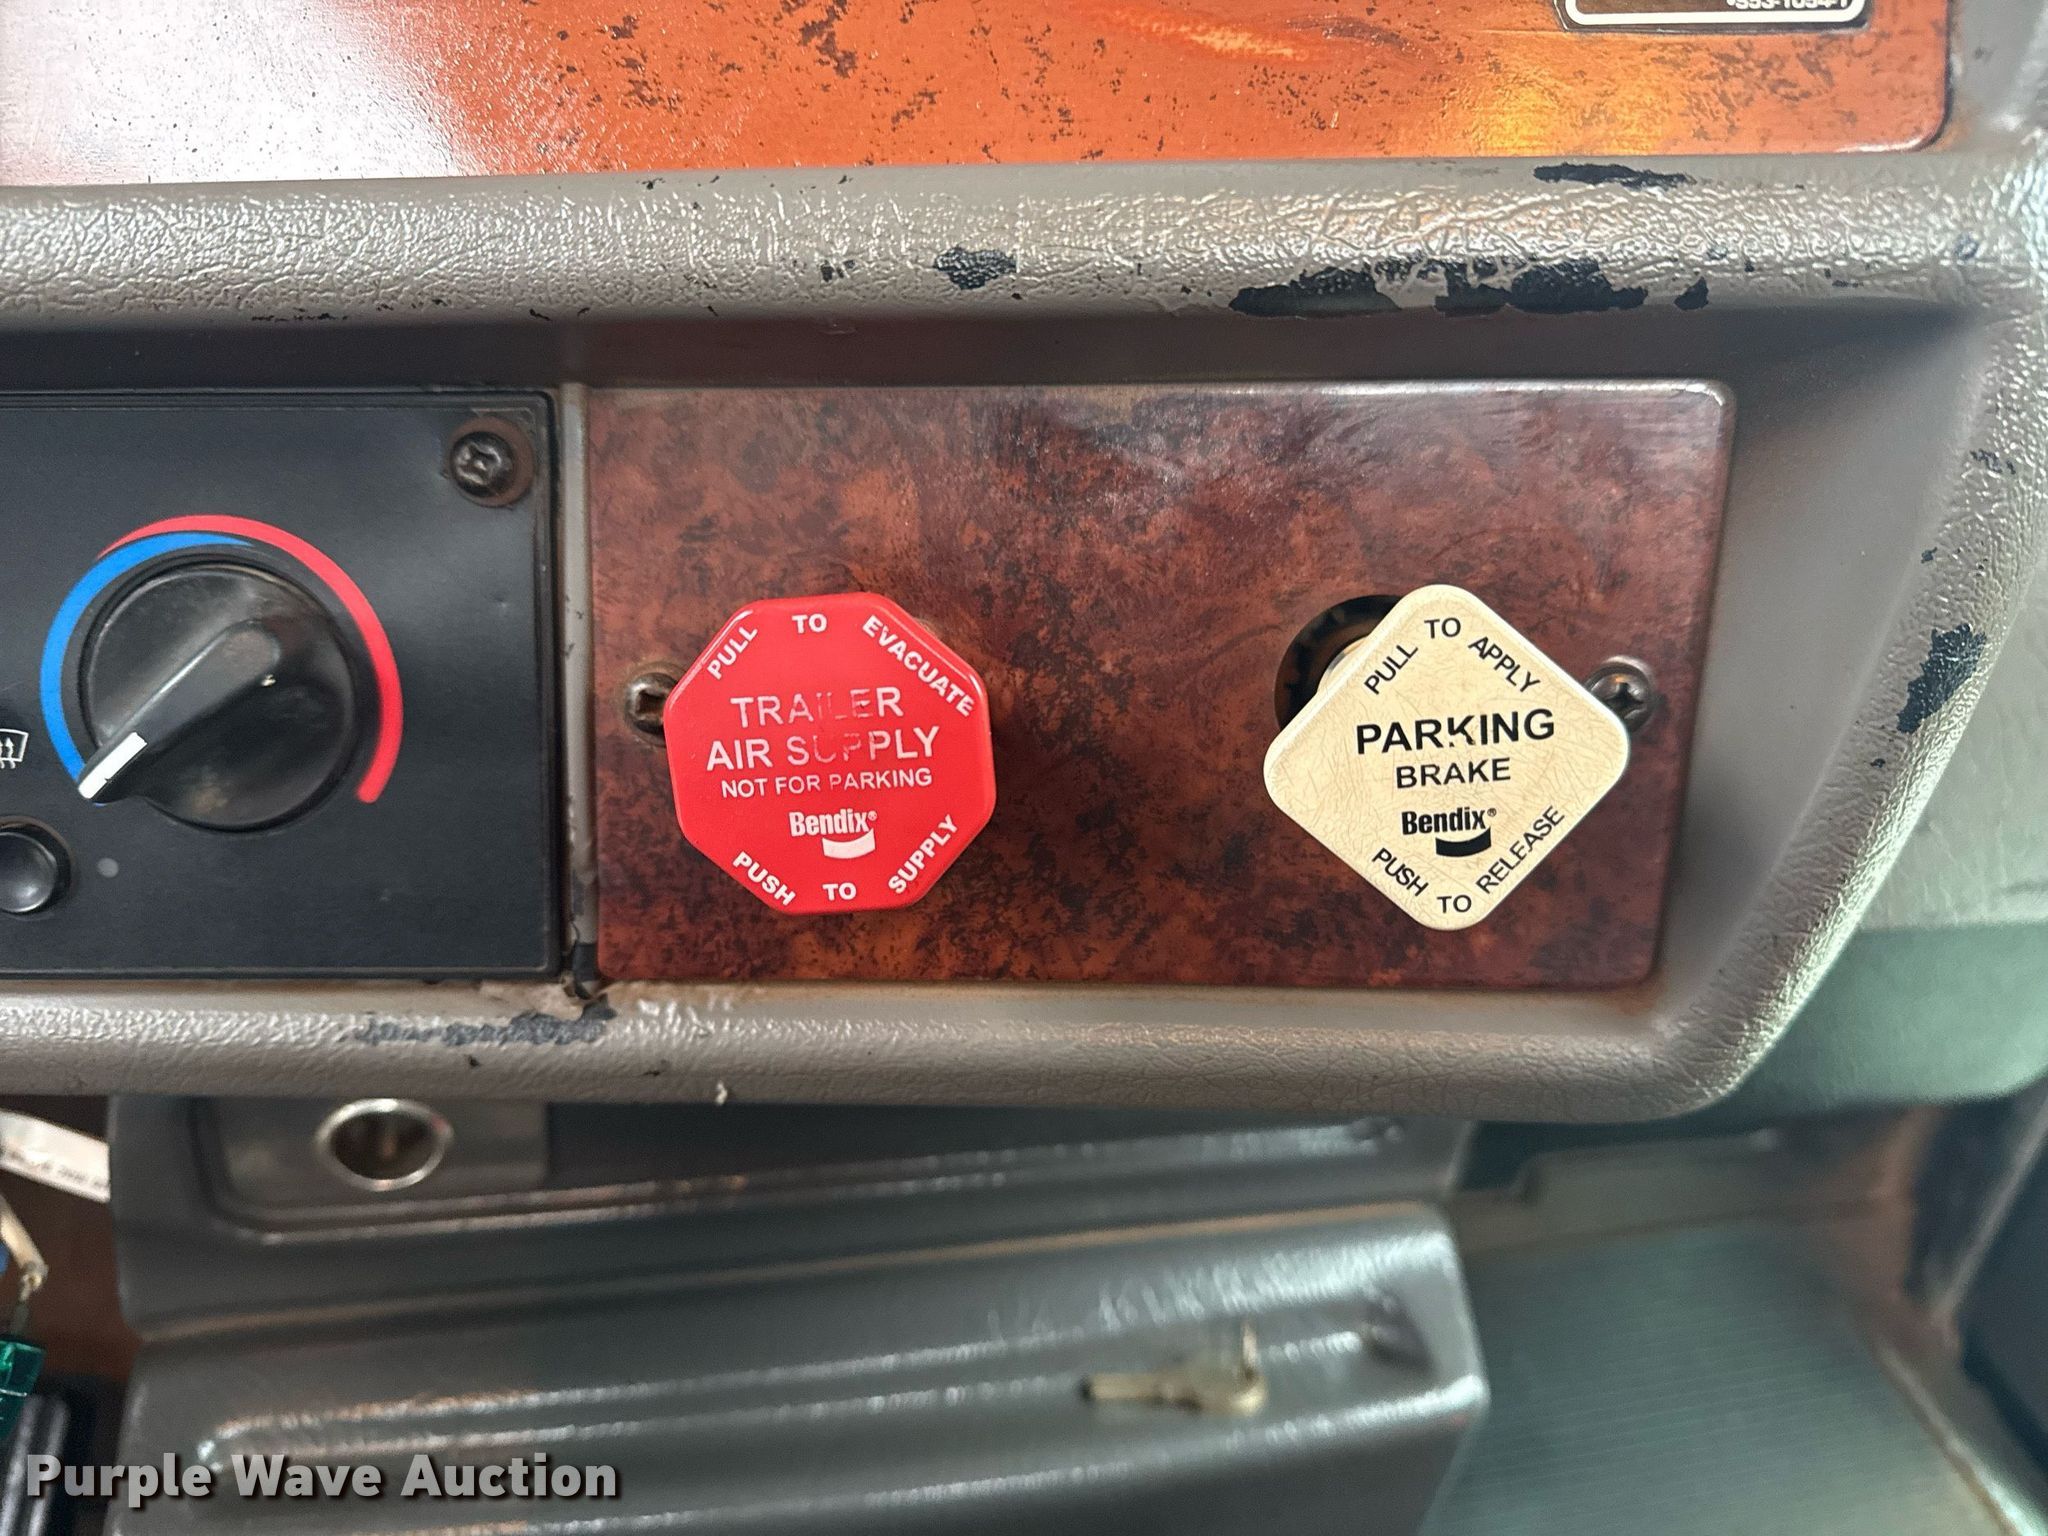 PULL TO EVACUATE
TRAILER
AIR SUPPLY
NOT FOR PARKING
Bendix®
PUSH TO SUPPLY
PULL TO APPLY
PARKING
BRAKE
Bendix®
PUSH TO RELEASE
Purple Wave Auction